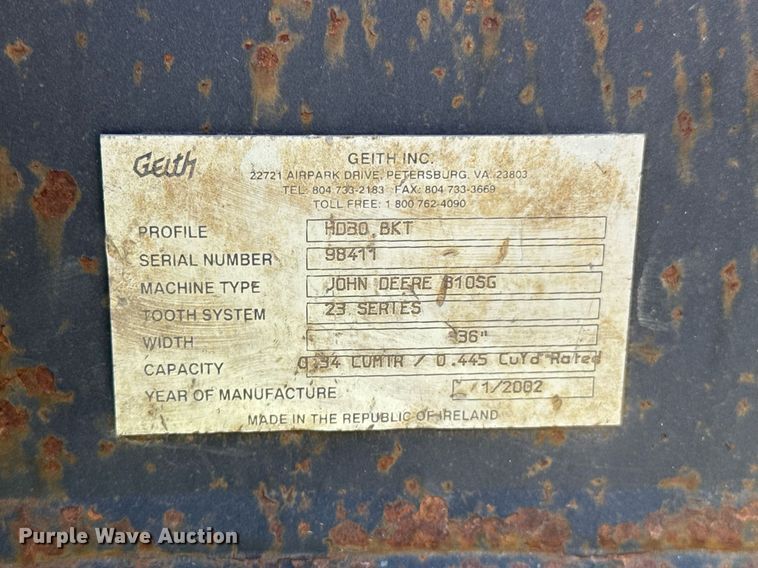 Geith
GEITH INC.
22721 AIRPARK DRIVE, PETERSBURG, VA. 23803
TEL: 804 733-2183 FAX: 804 733-3669
TOLL FREE: 1 800 762-4090
PROFILE HD30 BKT
SERIAL NUMBER 98411
MACHINE TYPE JOHN DEERE 310SG
TOOTH SYSTEM 23 SERIES
WIDTH 36"
CAPACITY 0.34 CUMTR / 0.445 CuYd Rated
YEAR OF MANUFACTURE /1/2002
MADE IN THE REPUBLIC OF IRELAND
Purple Wave Auction